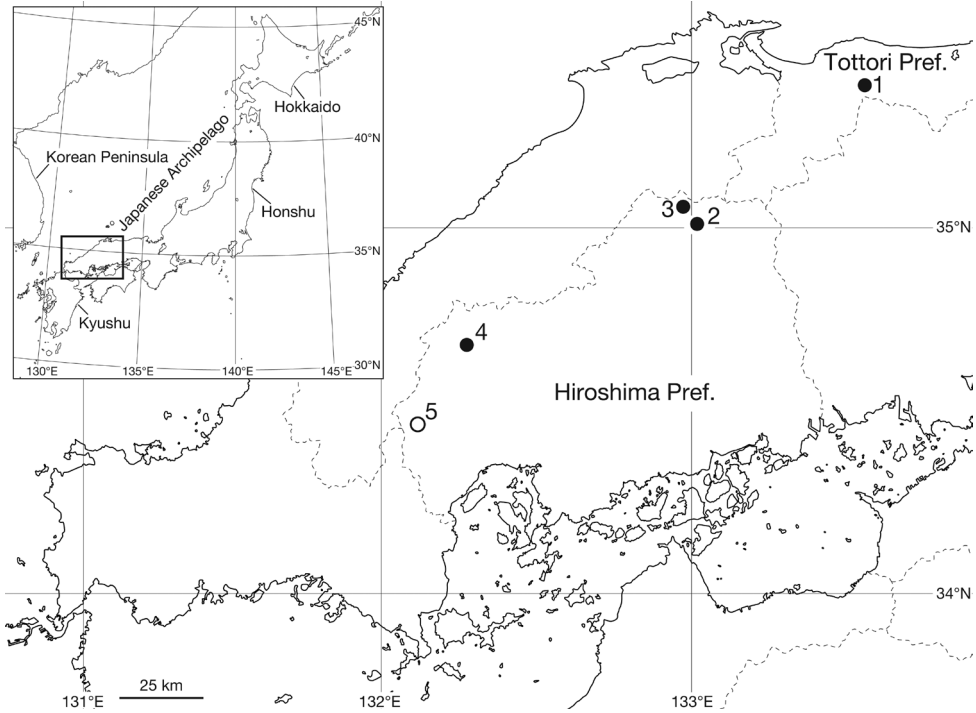 45°N
Hokkaido
40°N
Japanese Archipelago
Korean Peninsula
Honshu
35°N
Kyushu
30°N
130°E
135°E
140°E
145°E
Tottori Pref.
1
3
2
35°N
4
Hiroshima Pref.
5
34°N
25 km
131°E
132°E
133°E